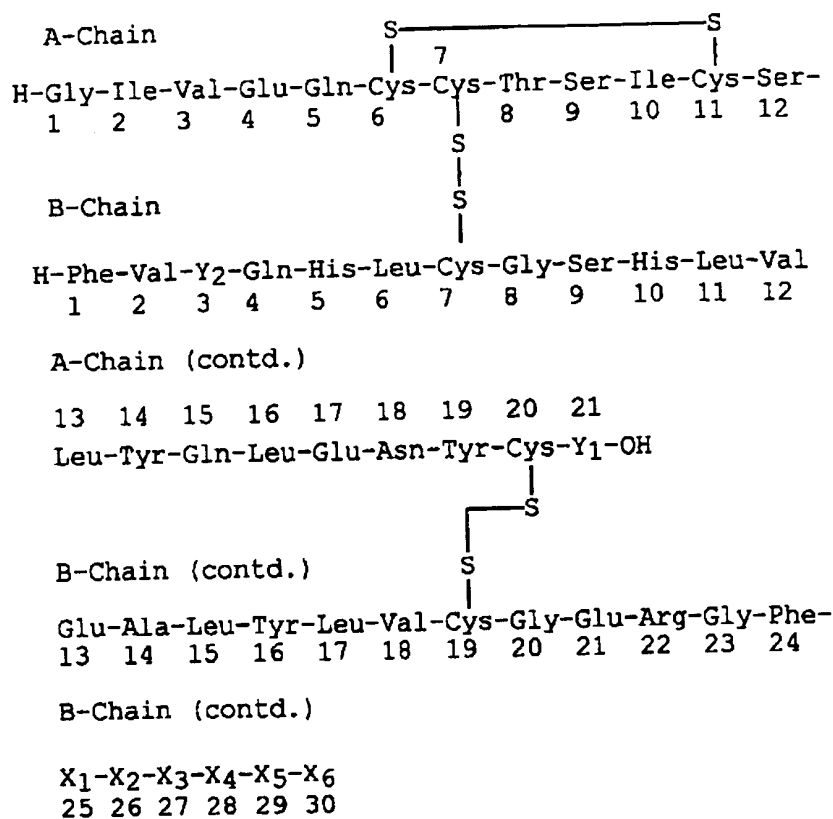 A-Chain
S S
7
H-Gly-Ile-Val-Glu-Gln-Cys-Cys-Thr-Ser-Ile-Cys-Ser-
1 2 3 4 5 6 8 9 10 11 12
S
S
B-Chain
H-Phe-Val-Y2-Gln-His-Leu-Cys-Gly-Ser-His-Leu-Val
1 2 3 4 5 6 7 8 9 10 11 12
A-Chain (contd.)
13 14 15 16 17 18 19 20 21
Leu-Tyr-Gln-Leu-Glu-Asn-Tyr-Cys-Y1-OH
S
S
B-Chain (contd.)
Glu-Ala-Leu-Tyr-Leu-Val-Cys-Gly-Glu-Arg-Gly-Phe-
13 14 15 16 17 18 19 20 21 22 23 24
B-Chain (contd.)
X1-X2-X3-X4-X5-X6
25 26 27 28 29 30